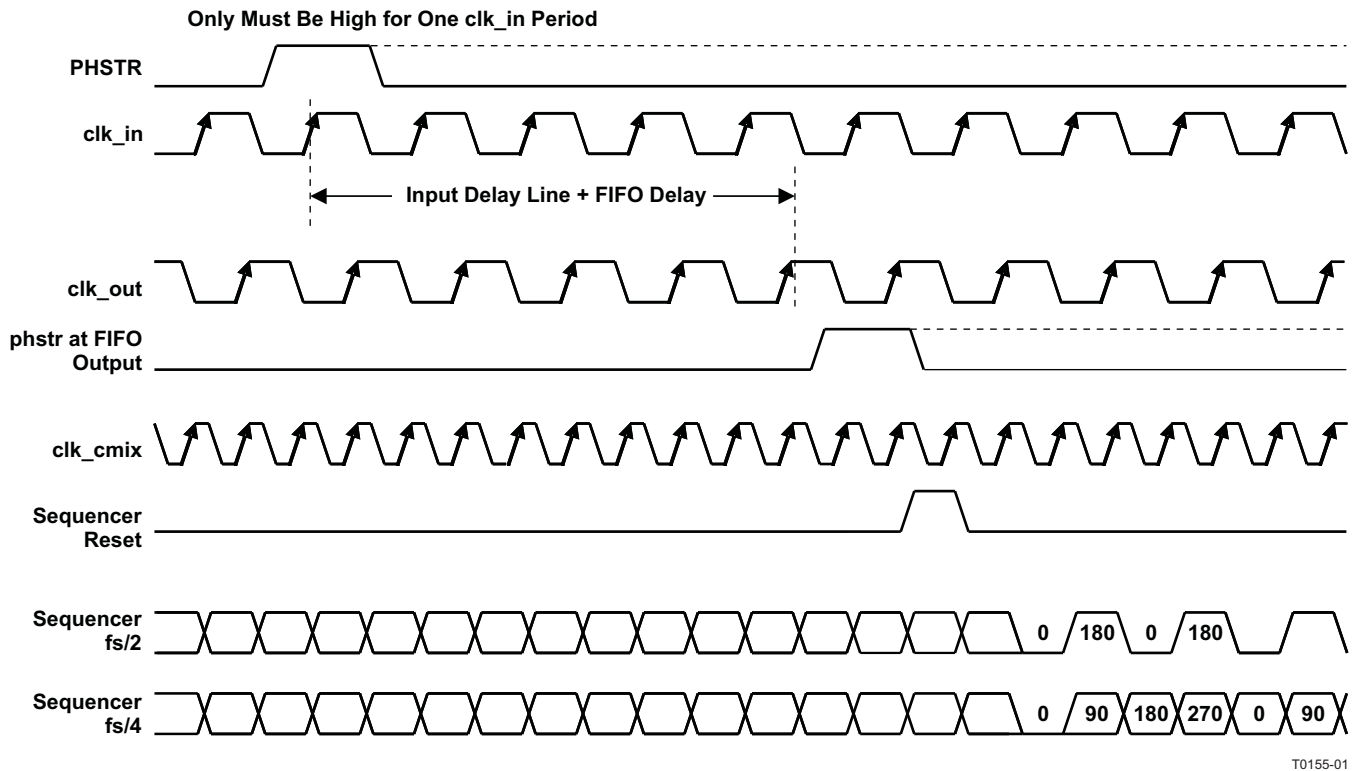 Only Must Be High for One clk_in Period
PHSTR
clk_in
Input Delay Line + FIFO Delay
clk_out
phstr at FIFO
Output
clk_cmix
Sequencer
Reset
Sequencer
fs/2
0 180 0 180
Sequencer
fs/4
0 90 180 270 0 90
T0155-01